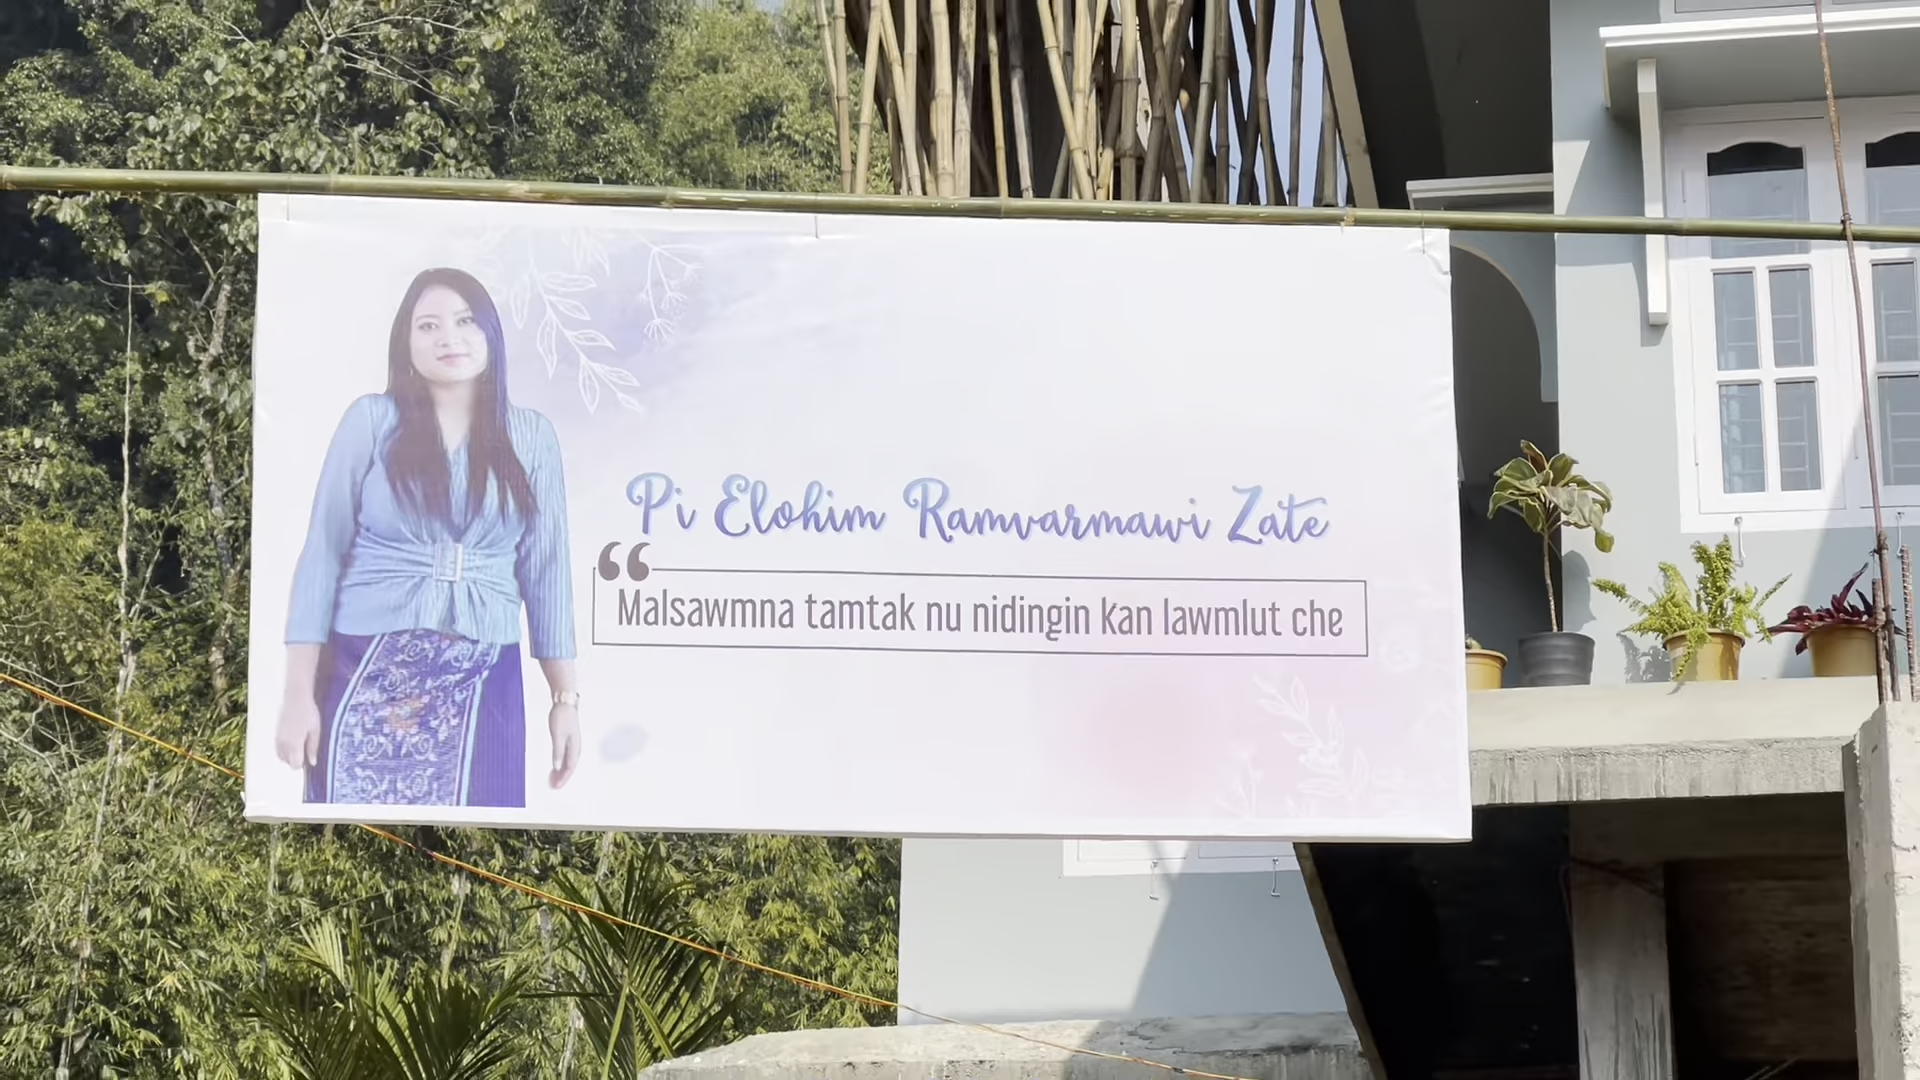 Pi Elohim Ramvarmawi Zate
“Malsawmna tamtak nu nidingin kan lawmlut che